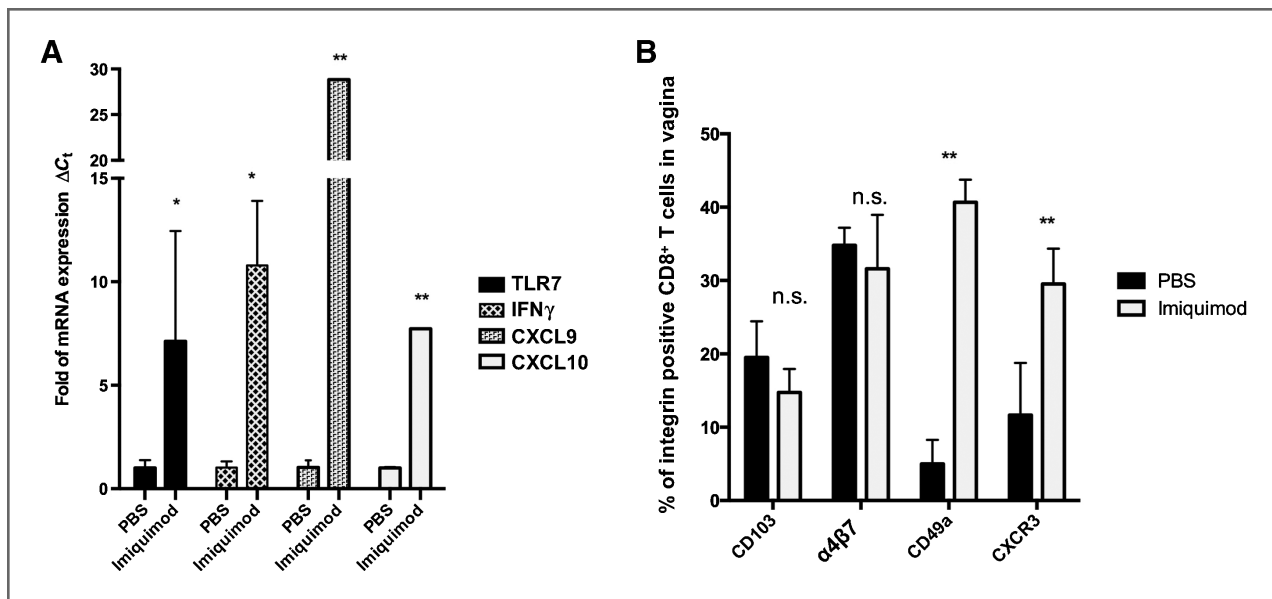 A
Fold of mRNA expression ΔCt
30
25
20
15
10
5
0
*
*
**
**
PBS
Imiquimod
PBS
Imiquimod
PBS
Imiquimod
PBS
Imiquimod
TLR7
IFNγ
CXCL9
CXCL10
B
% of integrin positive CD8+ T cells in vagina
50
40
30
20
10
0
n.s.
n.s.
**
**
CD103
α4β7
CD49a
CXCR3
PBS
Imiquimod